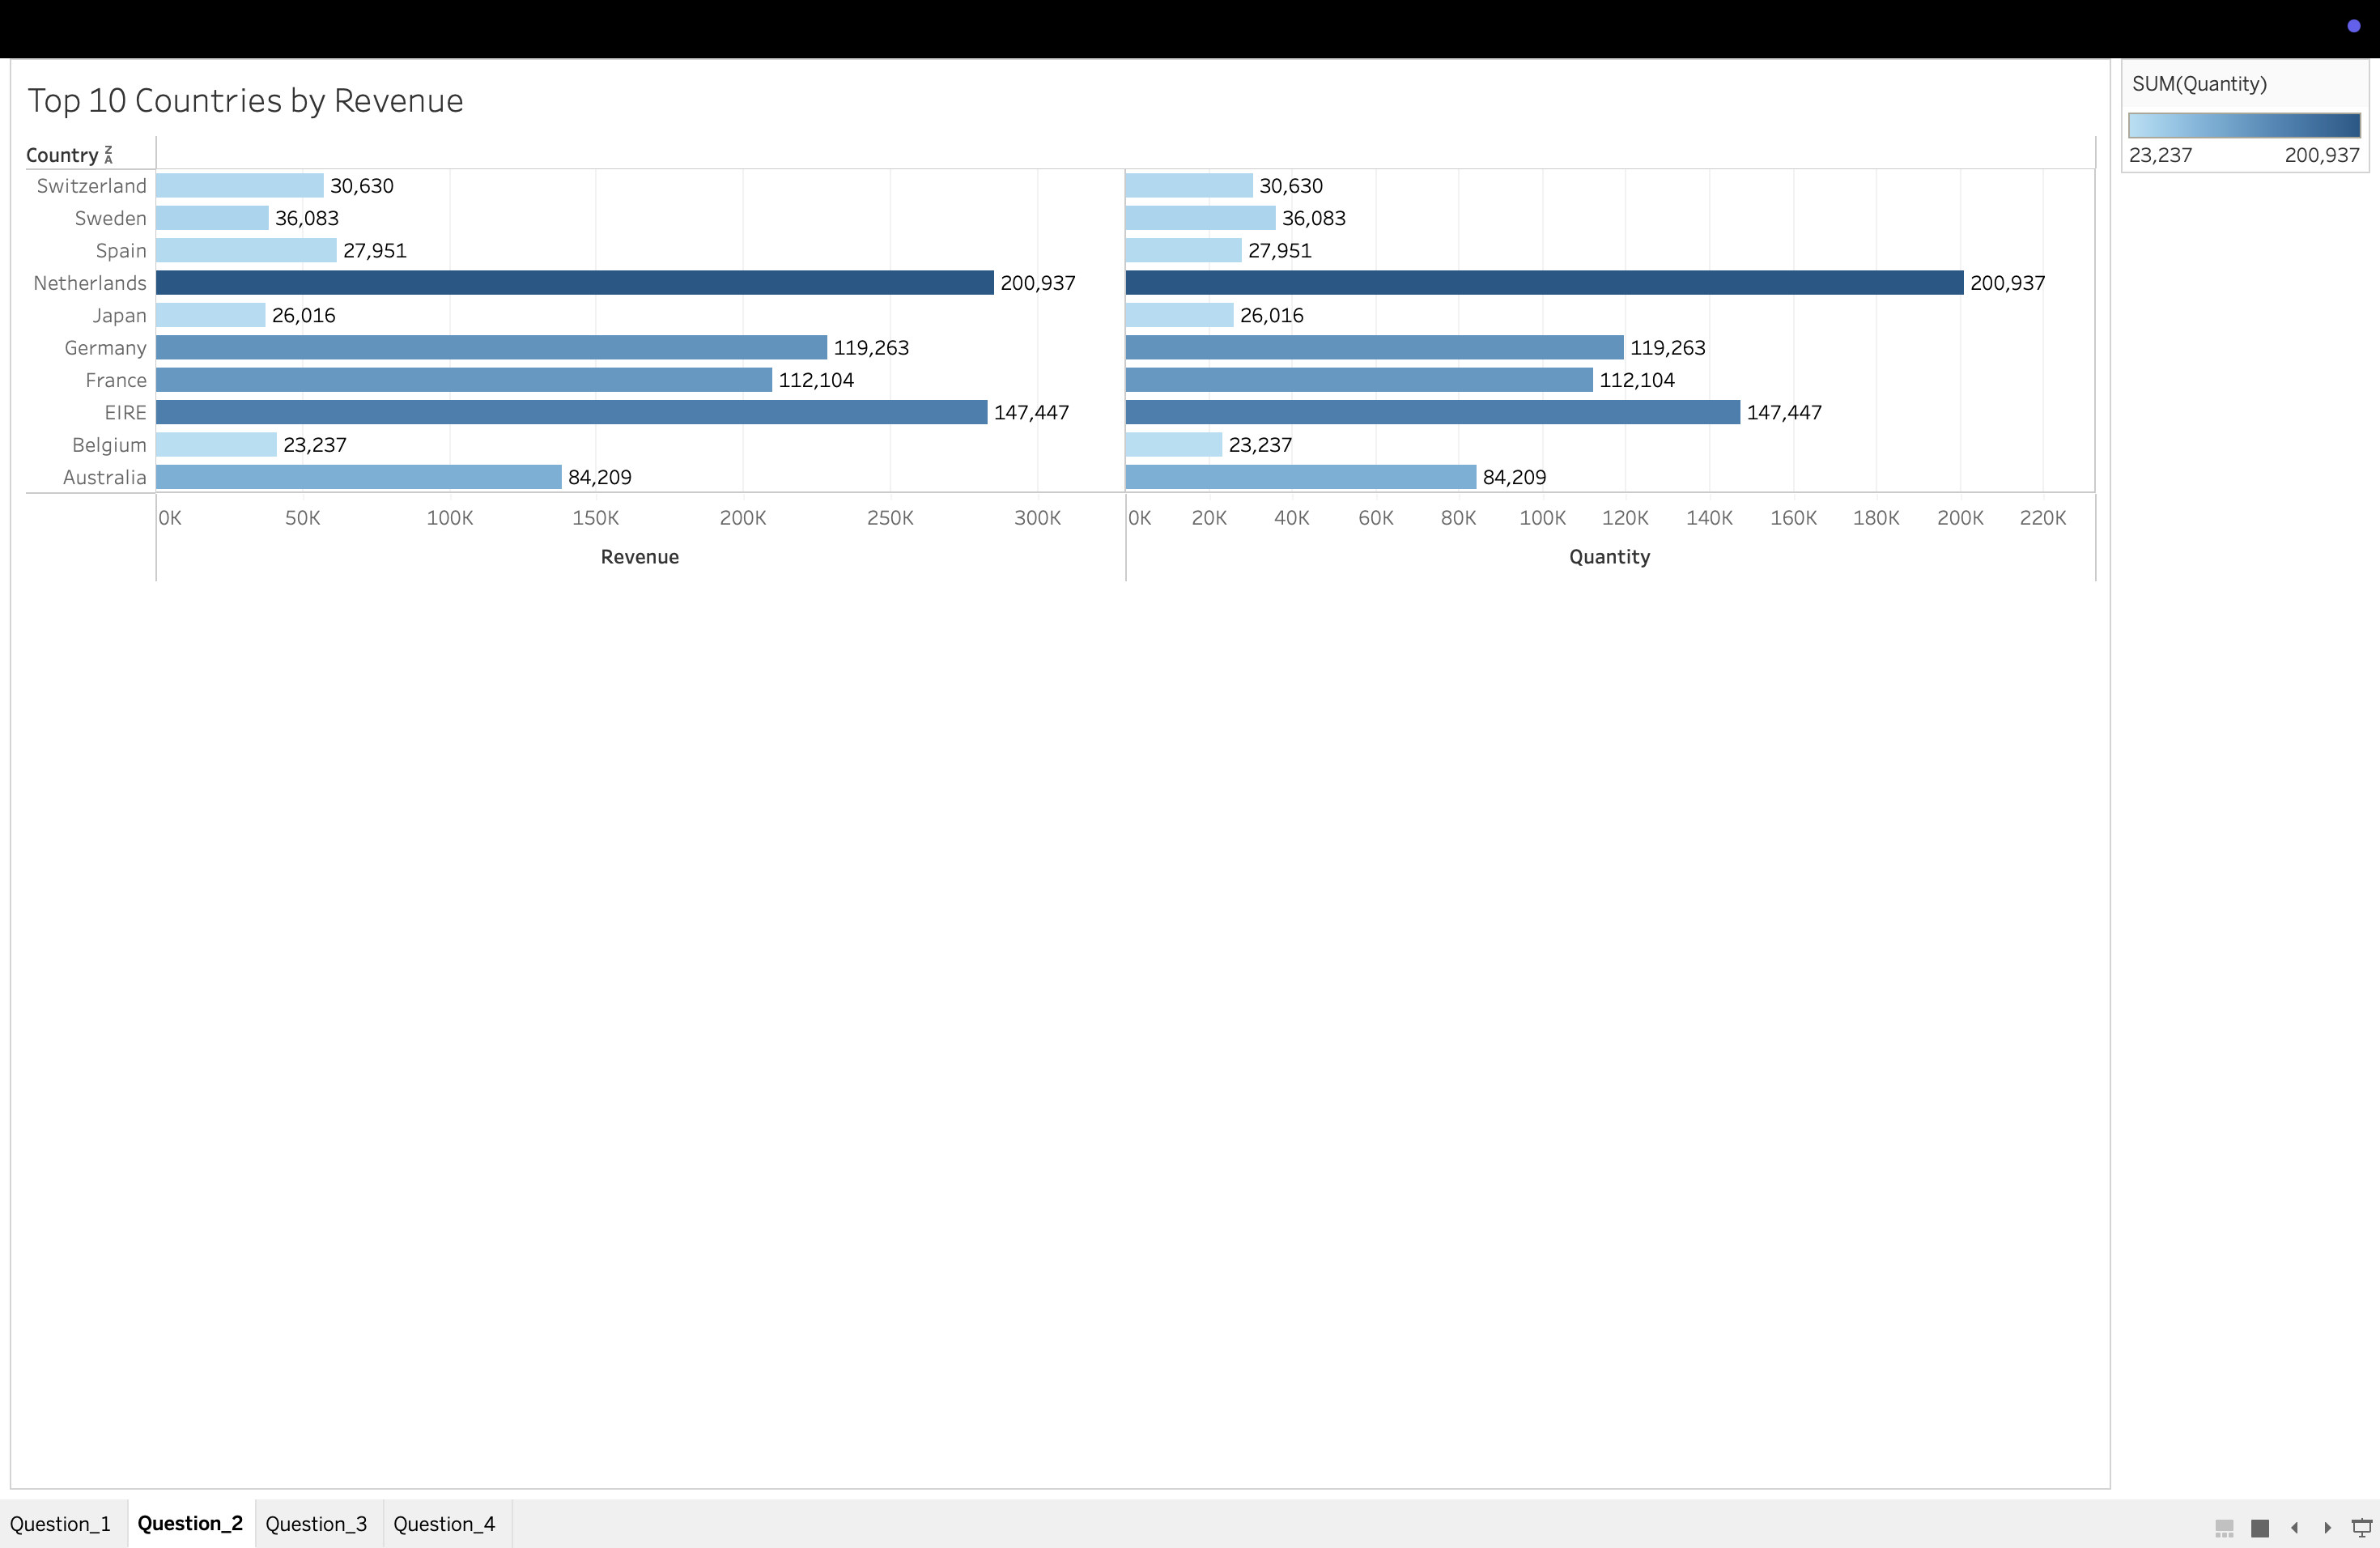 Top 10 Countries by Revenue
SUM(Quantity)
23,237 200,937
Country
Switzerland 30,630 30,630
Sweden 36,083 36,083
Spain 27,951 27,951
Netherlands 200,937 200,937
Japan 26,016 26,016
Germany 119,263 119,263
France 112,104 112,104
EIRE 147,447 147,447
Belgium 23,237 23,237
Australia 84,209 84,209
0K 50K 100K 150K 200K 250K 300K 0K 20K 40K 60K 80K 100K 120K 140K 160K 180K 200K 220K
Revenue Quantity
Question_1 Question_2 Question_3 Question_4